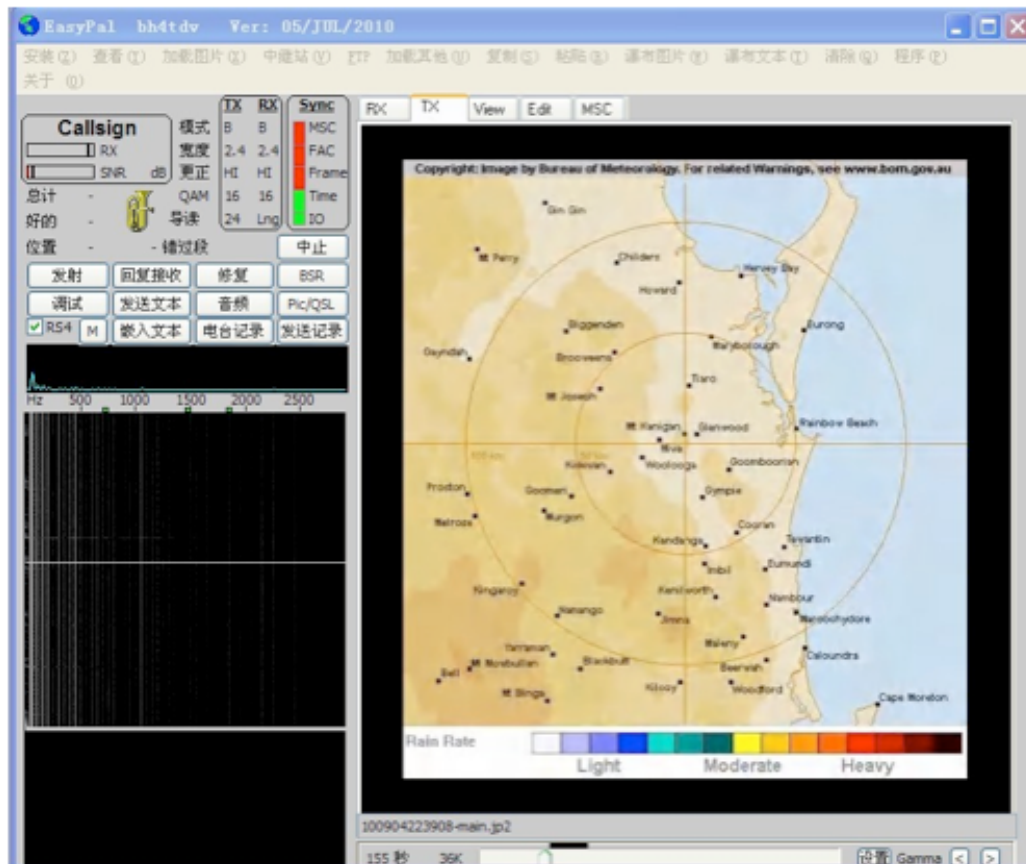 EasyPal bh4tdv Ver: 05/JUL/2010
安装(Z) 查看(Y) 加载图片(X) 中继站(V) FTP 加载其他(U) 复制(S) 粘贴(R) 瀑布图片(W) 瀑布文本(T) 清除(Q) 程序(P)
关于 (O)
TX RX Sync
Callsign 模式 B B MSC
RX 宽度 2.4 2.4 FAC
SNR dB 更正 HI HI Frame
总计 - QAM 16 16 Time
好的 - 导读 24 Lng IO
位置 - - 错过段 中止
发射 回复接收 修复 BSR
调试 发送文本 音频 Pic/QSL
RS4 M 嵌入文本 电台记录 发送记录
Hz 500 1000 1500 2000 2500
RX TX View Edit MSC
Copyright: Image by Bureau of Meteorology. For related Warnings, see www.bom.gov.au
Gin Gin
Mt Perry Childers Hervey Bay
Howard
Biggenden Eurong
Gayndah Brooweena Maryborough
Tiaro
Mt Joseph
Mt Kanigan Glenwood Rainbow Beach
Miva
Kilkivan Woolooga Goomboorian
Proston Goomeri Gympie
Melrose Murgon Cooran
Kandanga Tewantin
Imbil Eumundi
Kingaroy Kenilworth Nambour
Nanango Jimna Maroochydore
Maleny
Yarraman Caloundra
Bell Mt Mowbullan Blackbutt Beerwah
Mt Binga Kilcoy Woodford Cape Moreton
Rain Rate
Light Moderate Heavy
100904223908-main.jp2
155 秒 36K 设置 Gamma < >